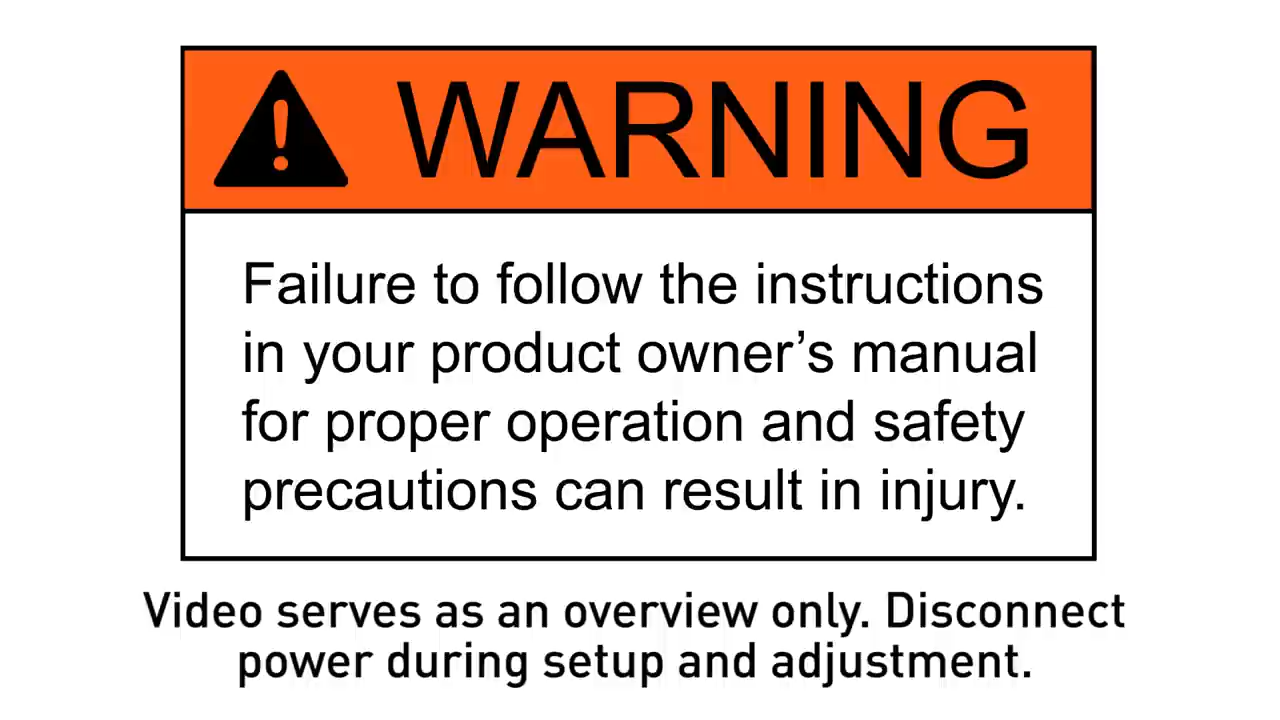 WARNING
Failure to follow the instructions
in your product owner’s manual
for proper operation and safety
precautions can result in injury.
Video serves as an overview only. Disconnect
power during setup and adjustment.